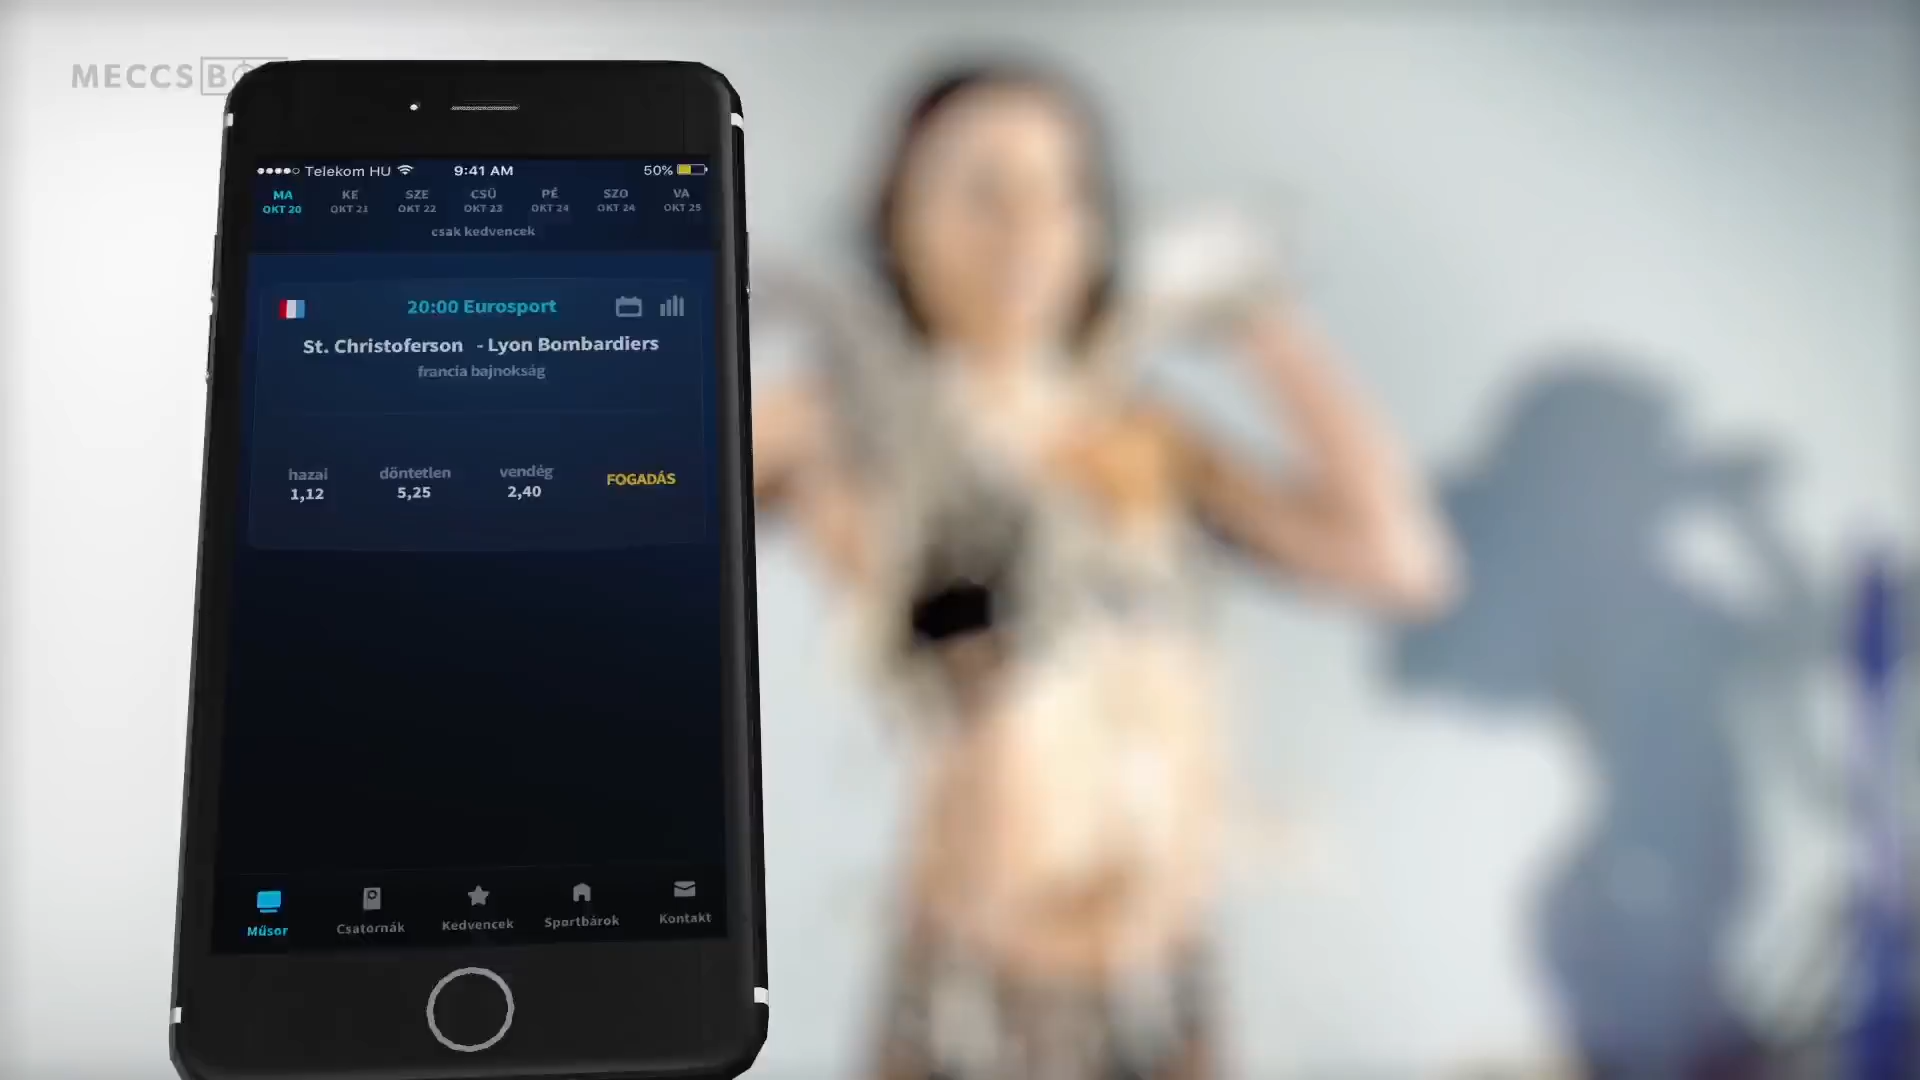 MECCS B
Telekom HU 9:41 AM 50%
MA KE SZE CSÜ PÉ SZO VA
OKT 20 OKT 21 OKT 22 OKT 23 OKT 24 OKT 24 OKT 25
csak kedvencek
20:00 Eurosport
St. Christoferson - Lyon Bombardiers
francia bajnokság
hazai döntetlen vendég
1,12 5,25 2,40 FOGADÁS
Műsor Csatornák Kedvencek Sportbárok Kontakt